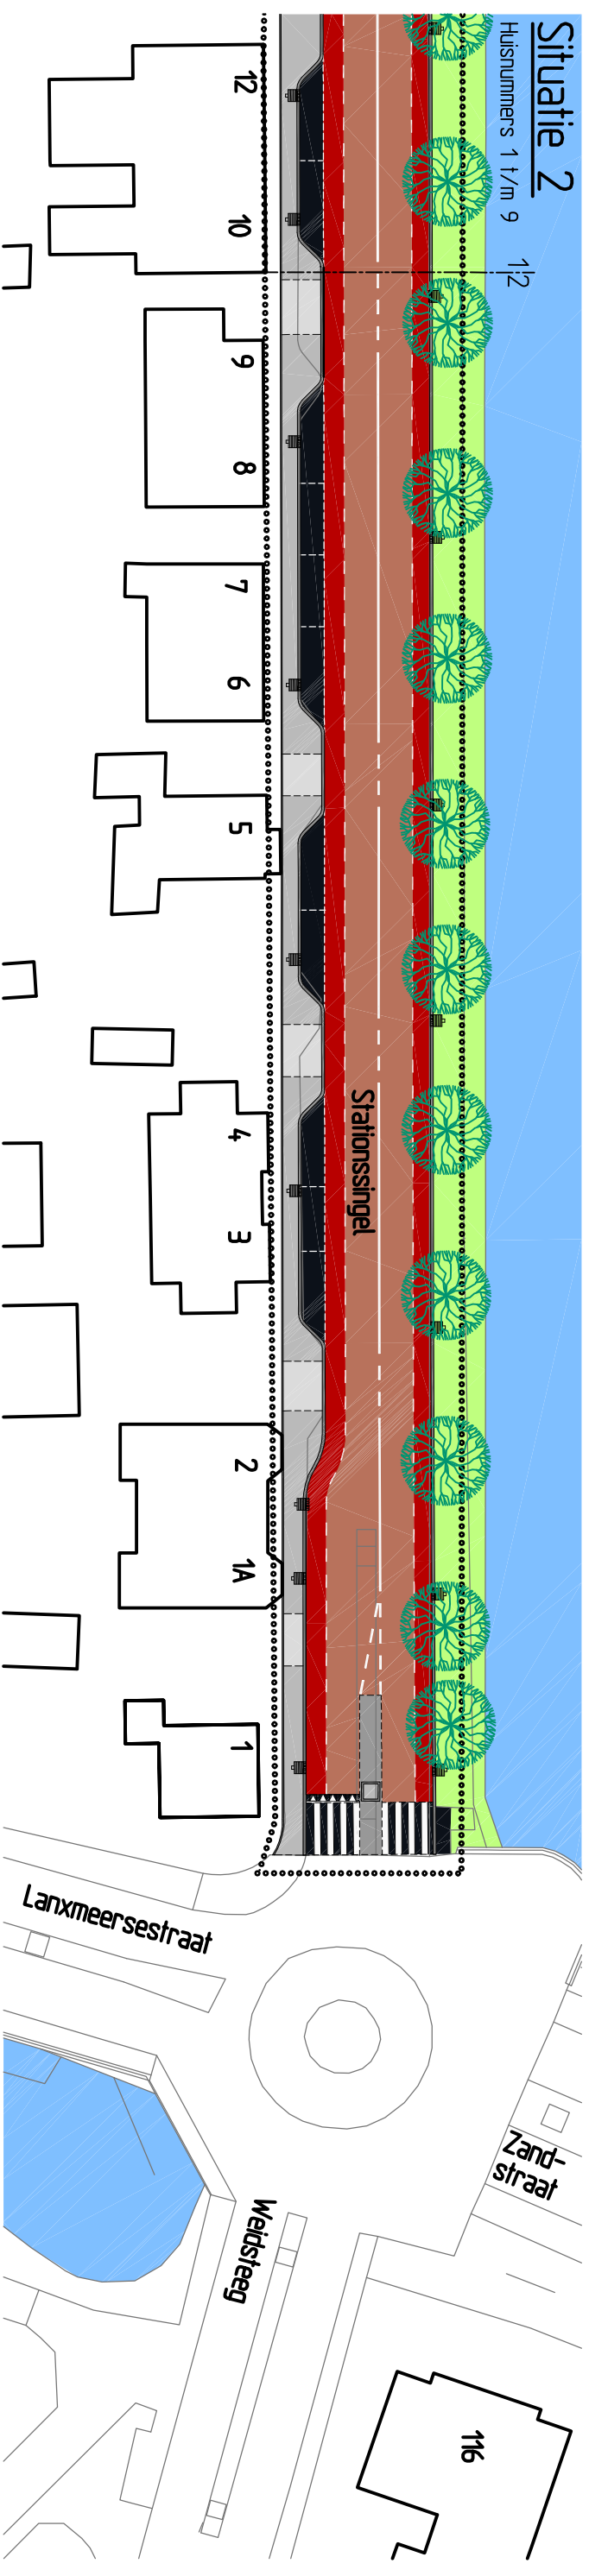 Situatie 2
Huisnummers 1 t/m 9
1|2
12
10
9
8
7
6
5
4
3
2
1A
1
Stationssingel
Lanxmeersestraat
Zand-
straat
Weidsteeg
116